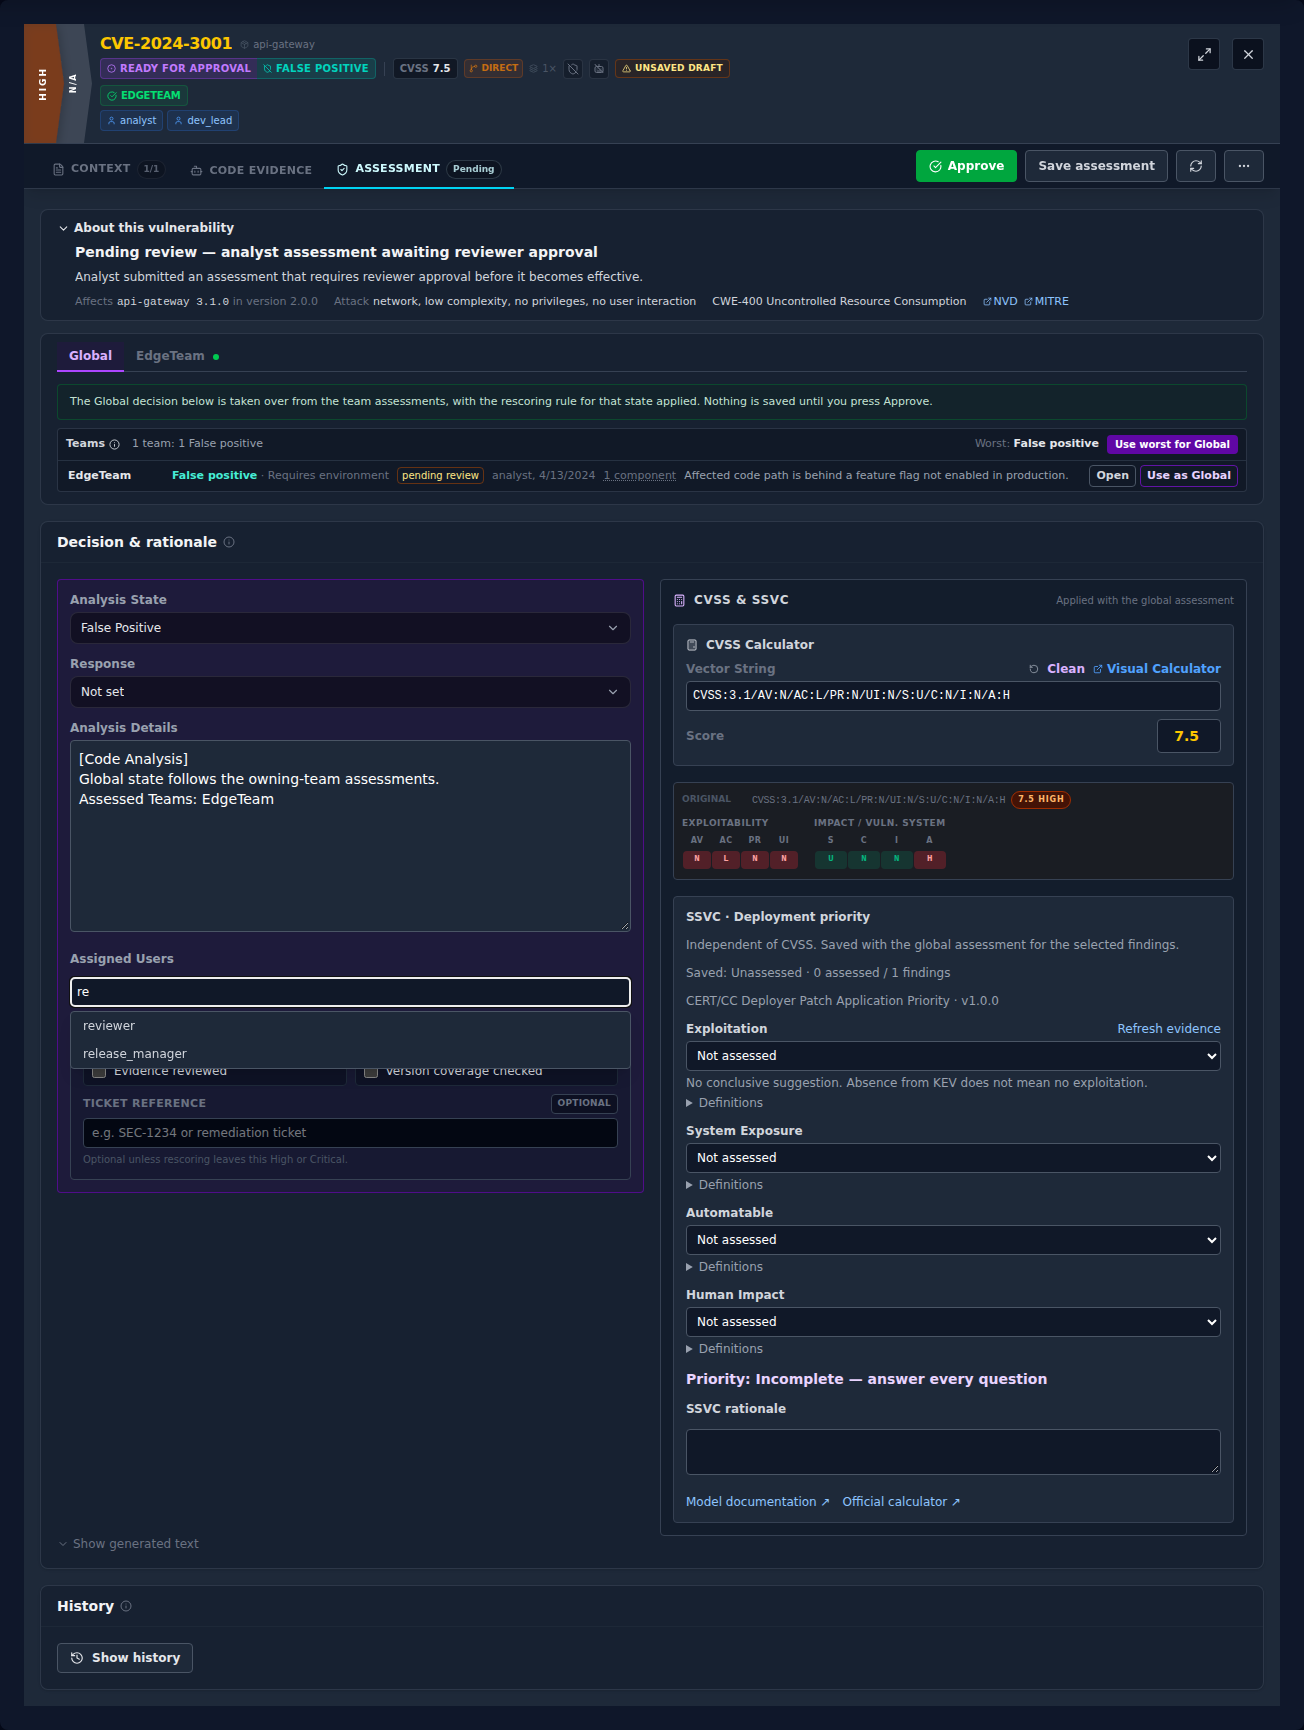 HIGH
N/A
CVE-2024-3001 api-gateway
READY FOR APPROVAL FALSE POSITIVE CVSS 7.5 DIRECT 1× UNSAVED DRAFT
EDGETEAM
analyst dev_lead
CONTEXT 1/1 CODE EVIDENCE ASSESSMENT Pending Approve Save assessment ...
About this vulnerability
Pending review — analyst assessment awaiting reviewer approval
Analyst submitted an assessment that requires reviewer approval before it becomes effective.
Affects api-gateway 3.1.0 in version 2.0.0 Attack network, low complexity, no privileges, no user interaction CWE-400 Uncontrolled Resource Consumption NVD MITRE
Global EdgeTeam
The Global decision below is taken over from the team assessments, with the rescoring rule for that state applied. Nothing is saved until you press Approve.
Teams 1 team: 1 False positive Worst: False positive Use worst for Global
EdgeTeam False positive · Requires environment pending review analyst, 4/13/2024 1 component Affected code path is behind a feature flag not enabled in production. Open Use as Global
Decision & rationale
Analysis State
False Positive
Response
Not set
Analysis Details
[Code Analysis]
Global state follows the owning-team assessments.
Assessed Teams: EdgeTeam
Assigned Users
re
reviewer
release_manager
Evidence reviewed Version coverage checked
TICKET REFERENCE OPTIONAL
e.g. SEC-1234 or remediation ticket
Optional unless rescoring leaves this High or Critical.
CVSS & SSVC Applied with the global assessment
CVSS Calculator
Vector String Clean Visual Calculator
CVSS:3.1/AV:N/AC:L/PR:N/UI:N/S:U/C:N/I:N/A:H
Score 7.5
ORIGINAL CVSS:3.1/AV:N/AC:L/PR:N/UI:N/S:U/C:N/I:N/A:H 7.5 HIGH
EXPLOITABILITY IMPACT / VULN. SYSTEM
AV AC PR UI S C I A
N L N N U N N H
SSVC · Deployment priority
Independent of CVSS. Saved with the global assessment for the selected findings.
Saved: Unassessed · 0 assessed / 1 findings
CERT/CC Deployer Patch Application Priority · v1.0.0
Exploitation Refresh evidence
Not assessed
No conclusive suggestion. Absence from KEV does not mean no exploitation.
Definitions
System Exposure
Not assessed
Definitions
Automatable
Not assessed
Definitions
Human Impact
Not assessed
Definitions
Priority: Incomplete — answer every question
SSVC rationale
Model documentation ↗ Official calculator ↗
Show generated text
History
Show history